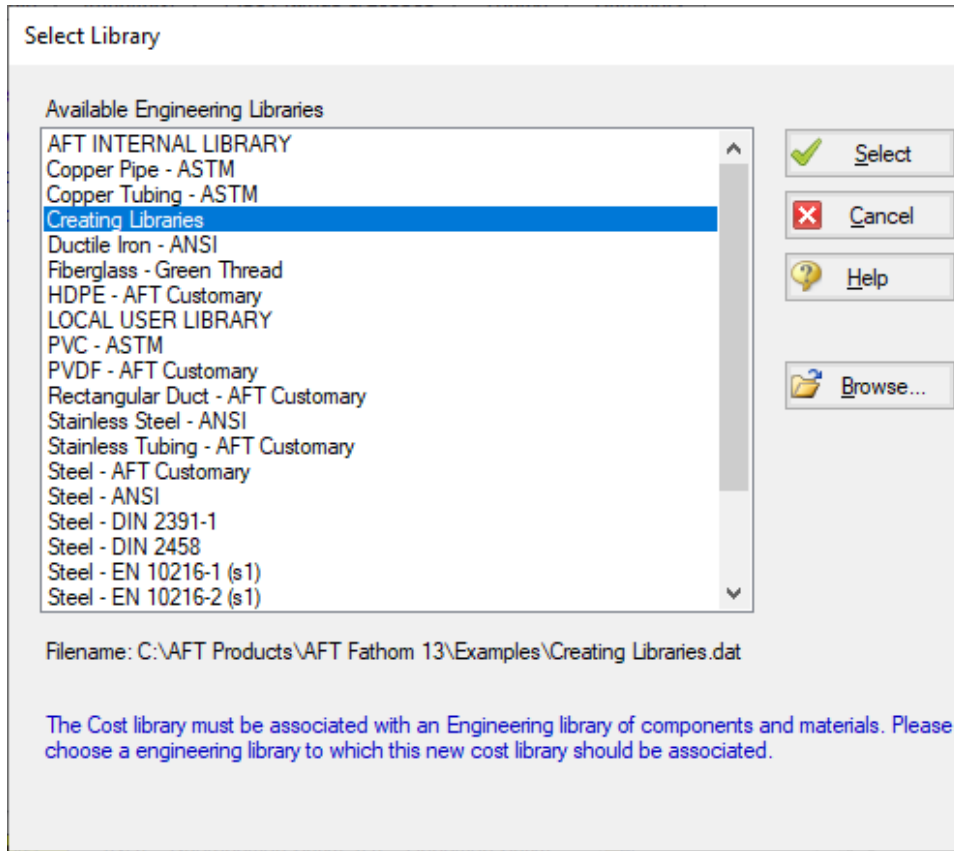 Select Library
Available Engineering Libraries
AFT INTERNAL LIBRARY
Copper Pipe - ASTM
Copper Tubing - ASTM
Creating Libraries
Ductile Iron - ANSI
Fiberglass - Green Thread
HDPE - AFT Customary
LOCAL USER LIBRARY
PVC - ASTM
PVDF - AFT Customary
Rectangular Duct - AFT Customary
Stainless Steel - ANSI
Stainless Tubing - AFT Customary
Steel - AFT Customary
Steel - ANSI
Steel - DIN 2391-1
Steel - DIN 2458
Steel - EN 10216-1 (s1)
Steel - EN 10216-2 (s1)
Select
Cancel
Help
Browse...
Filename: C:\AFT Products\AFT Fathom 13\Examples\Creating Libraries.dat
The Cost library must be associated with an Engineering library of components and materials. Please
choose a engineering library to which this new cost library should be associated.